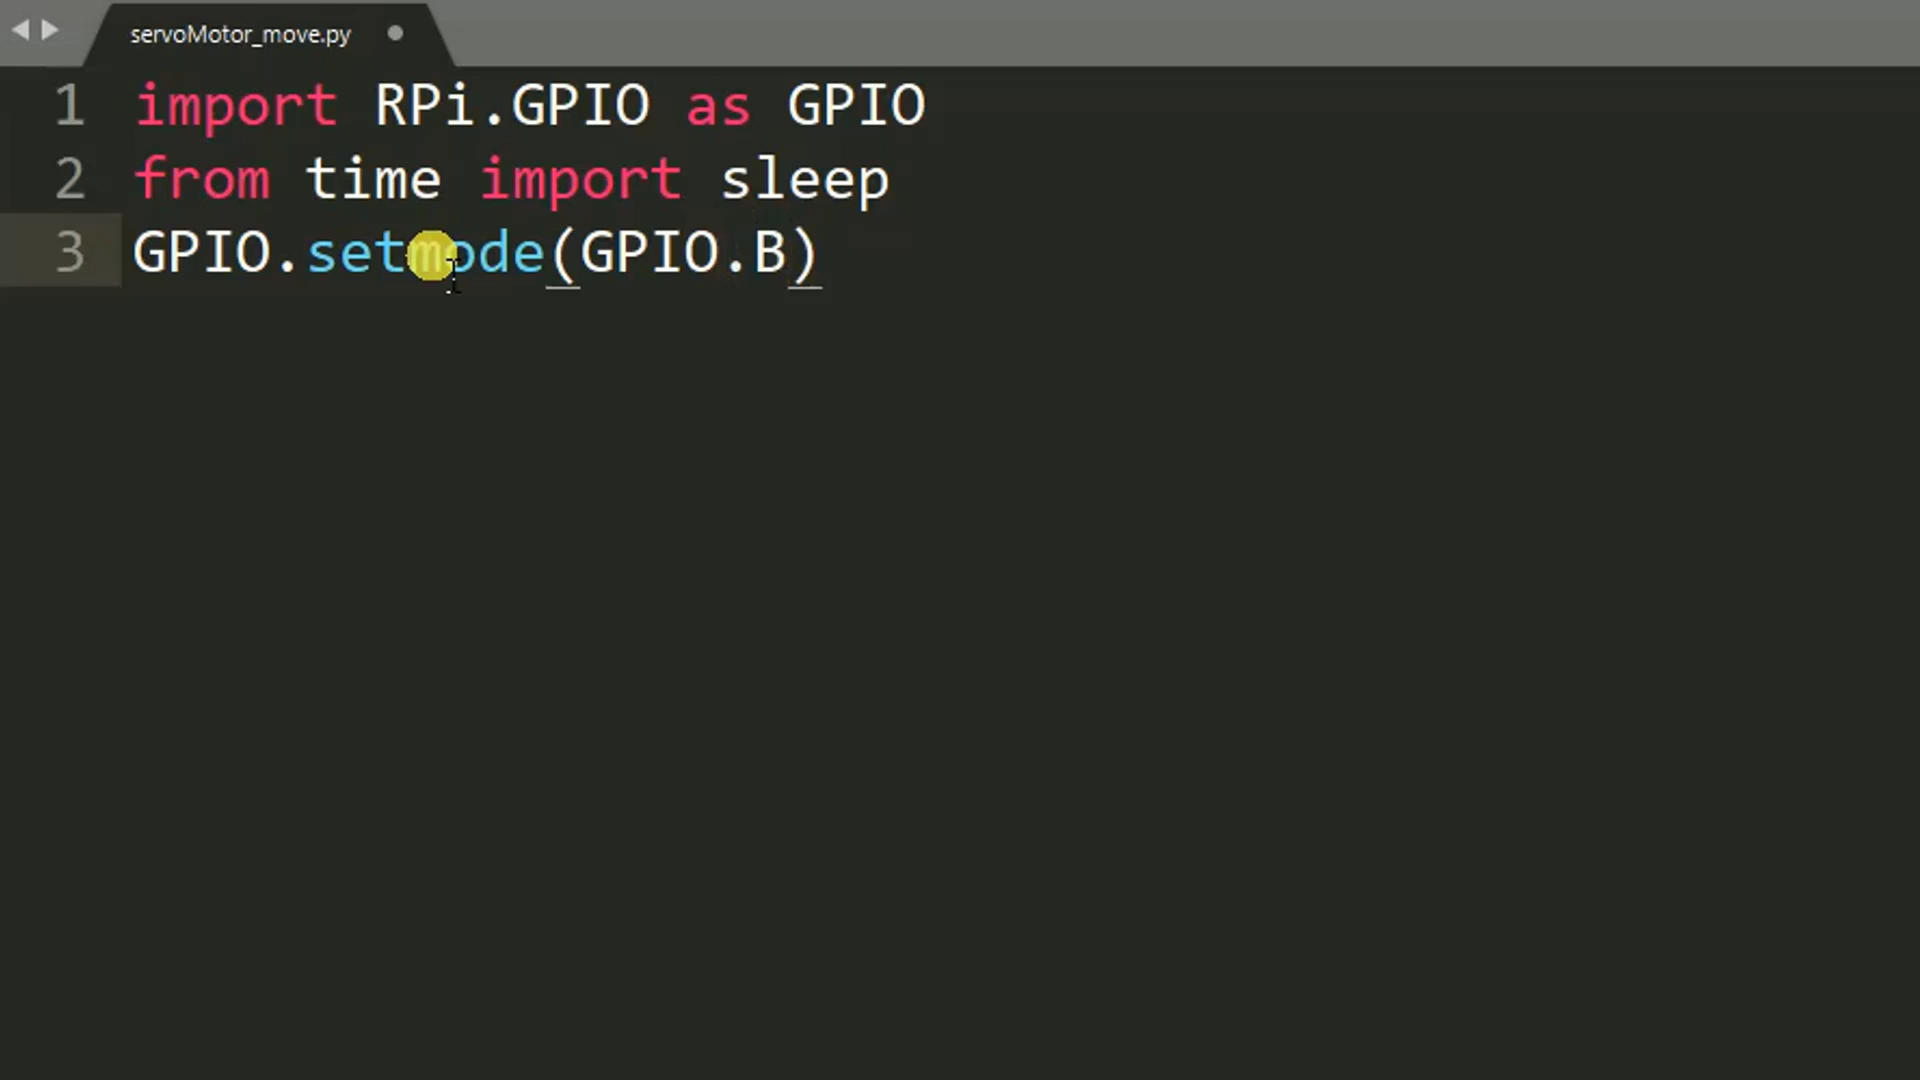 servoMotor_move.py
1 import RPi.GPIO as GPIO
2 from time import sleep
3 GPIO.setmode(GPIO.B)